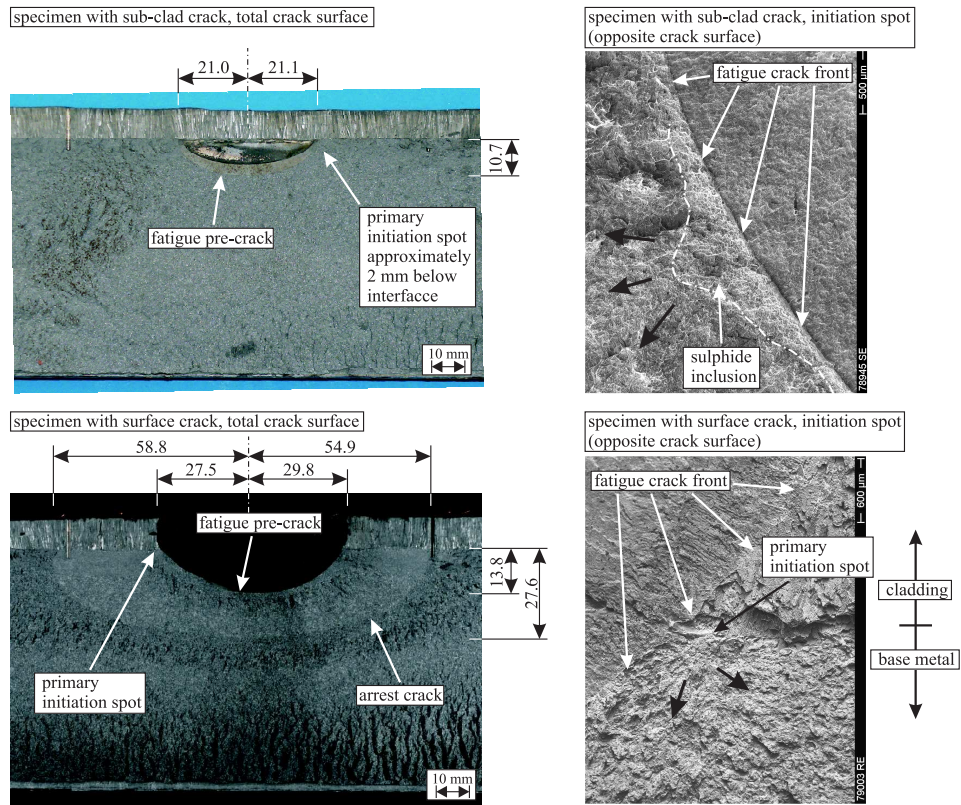 specimen with sub-clad crack, total crack surface
21.0
21.1
10.7
fatigue pre-crack
primary
initiation spot
approximately
2 mm below
interfacce
10 mm
specimen with sub-clad crack, initiation spot
(opposite crack surface)
fatigue crack front
500 µm
sulphide
inclusion
78945 SE
specimen with surface crack, total crack surface
58.8
54.9
27.5
29.8
fatigue pre-crack
13.8
27.6
primary
initiation spot
arrest crack
10 mm
specimen with surface crack, initiation spot
(opposite crack surface)
fatigue crack front
600 µm
primary
initiation spot
cladding
base metal
79003 RE